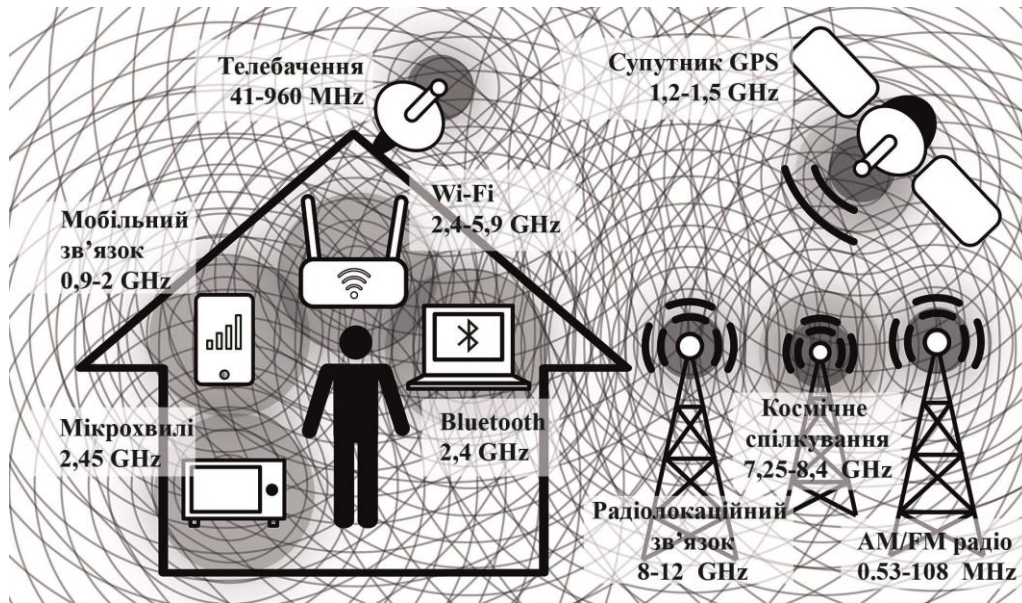 Телебачення
41-960 MHz
Супутник GPS
1,2-1,5 GHz
Wi-Fi
2,4-5,9 GHz
Мобільний
зв’язок
0,9-2 GHz
Мікрохвилі
2,45 GHz
Bluetooth
2,4 GHz
Космічне
спілкування
7,25-8,4 GHz
Радіолокаційний
зв’язок
8-12 GHz
АМ/FM радіо
0.53-108 MHz